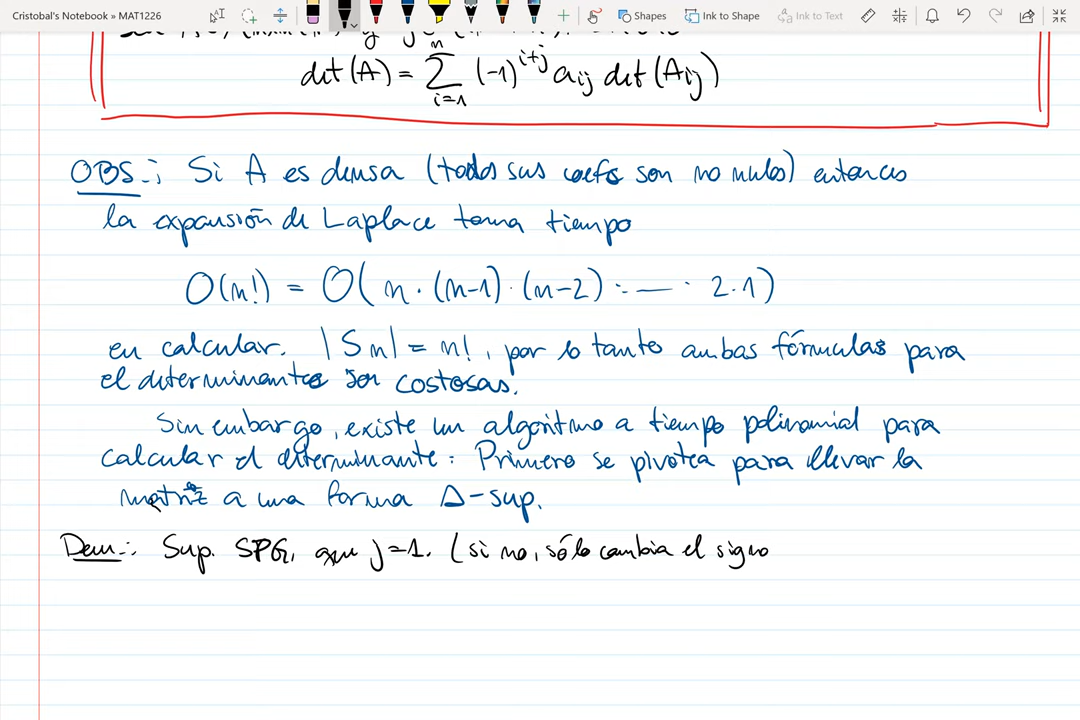 Cristobal's Notebook » MAT1226
Shapes
Ink to Shape
Ink to Text
det(A) = \sum_{i=1}^{n} (-1)^{i+j} a_{ij} det(A_{ij})
OBS.: Si A es densa (todos sus coefs son no nulos) entonces
la expansión de Laplace toma tiempo
O(n!) = O( n · (n-1) · (n-2) · — · 2·1)
en calcular. |S_n| = n!, por lo tanto ambas fórmulas para
el determinante son costosas.
Sin embargo, existe un algoritmo a tiempo polinomial para
calcular el determinante: Primero se pivotea para llevar la
matriz a una forma Δ-sup.
Dem.: Sup. SPG, que j=1. (si no, sólo cambia el signo